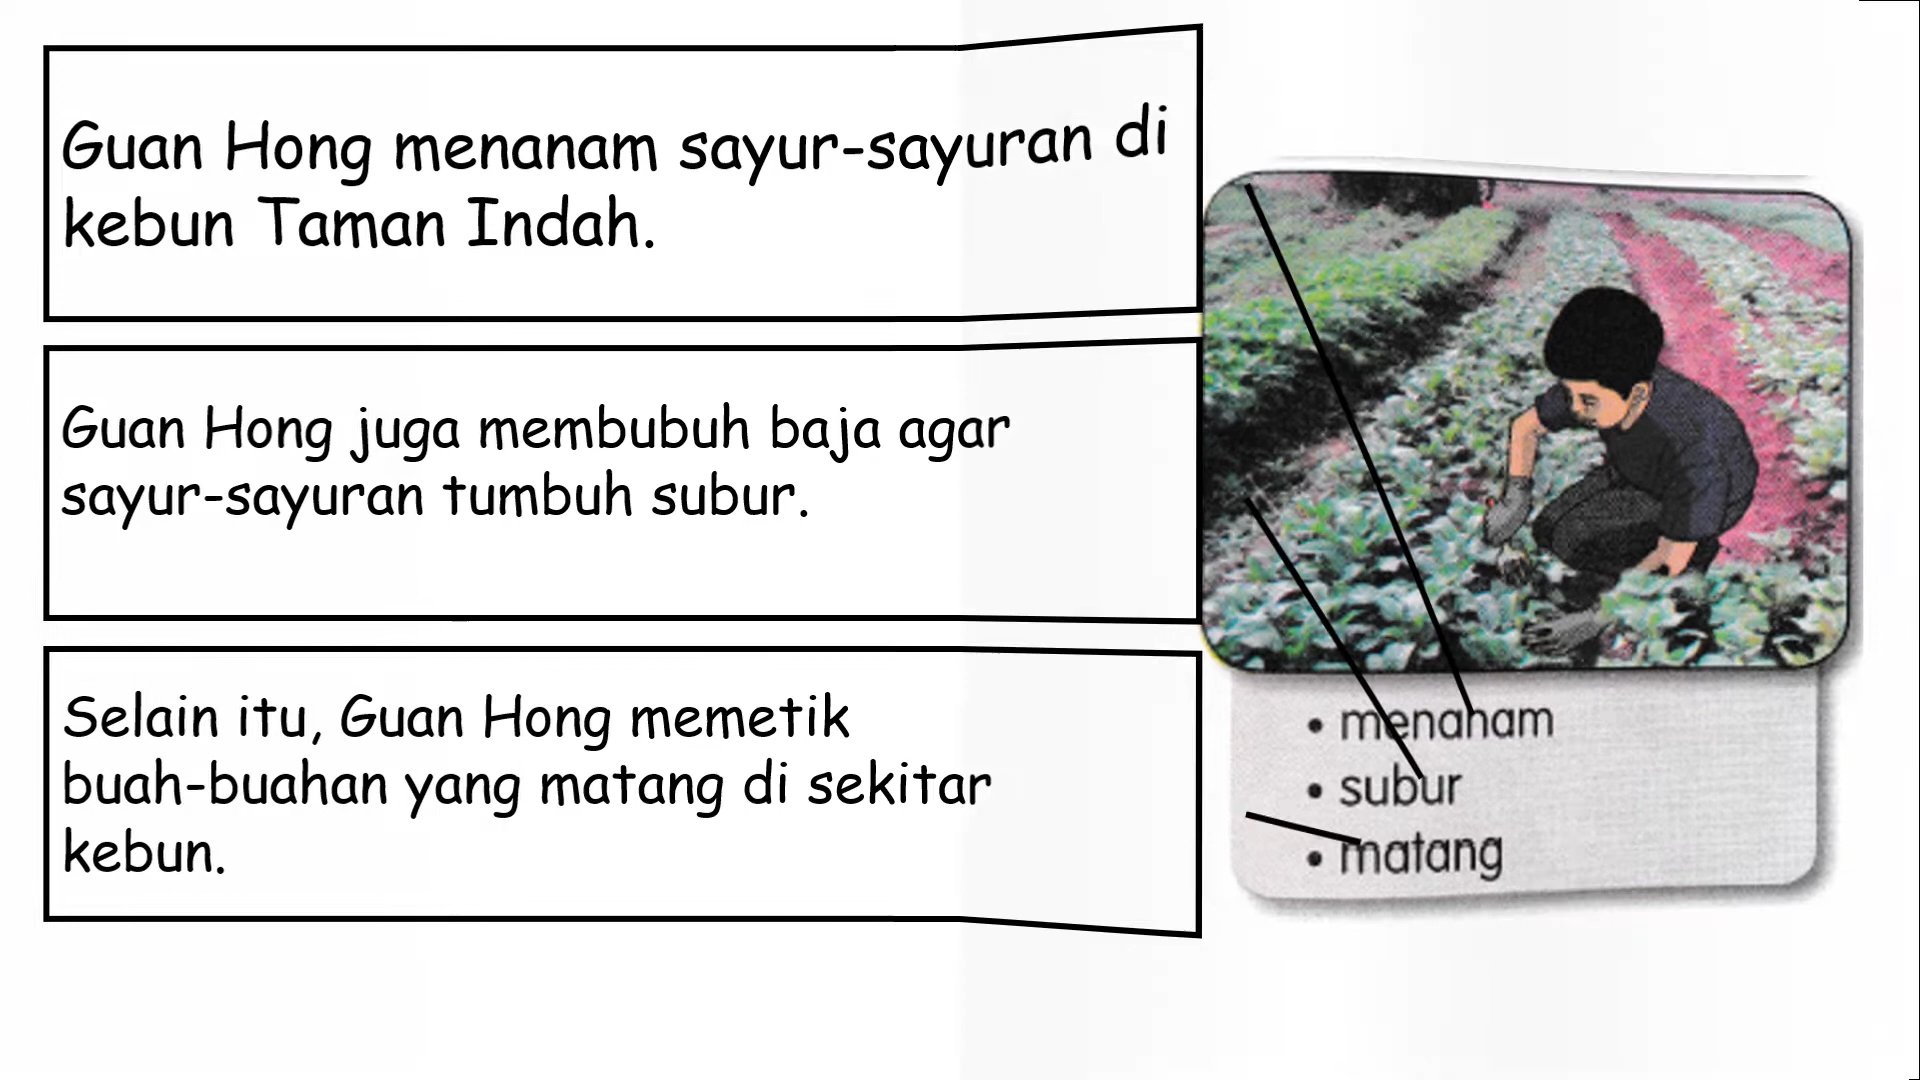 Guan Hong menanam sayur-sayuran di
kebun Taman Indah.
Guan Hong juga membubuh baja agar
sayur-sayuran tumbuh subur.
Selain itu, Guan Hong memetik
buah-buahan yang matang di sekitar
kebun.
• menanam
• subur
• matang